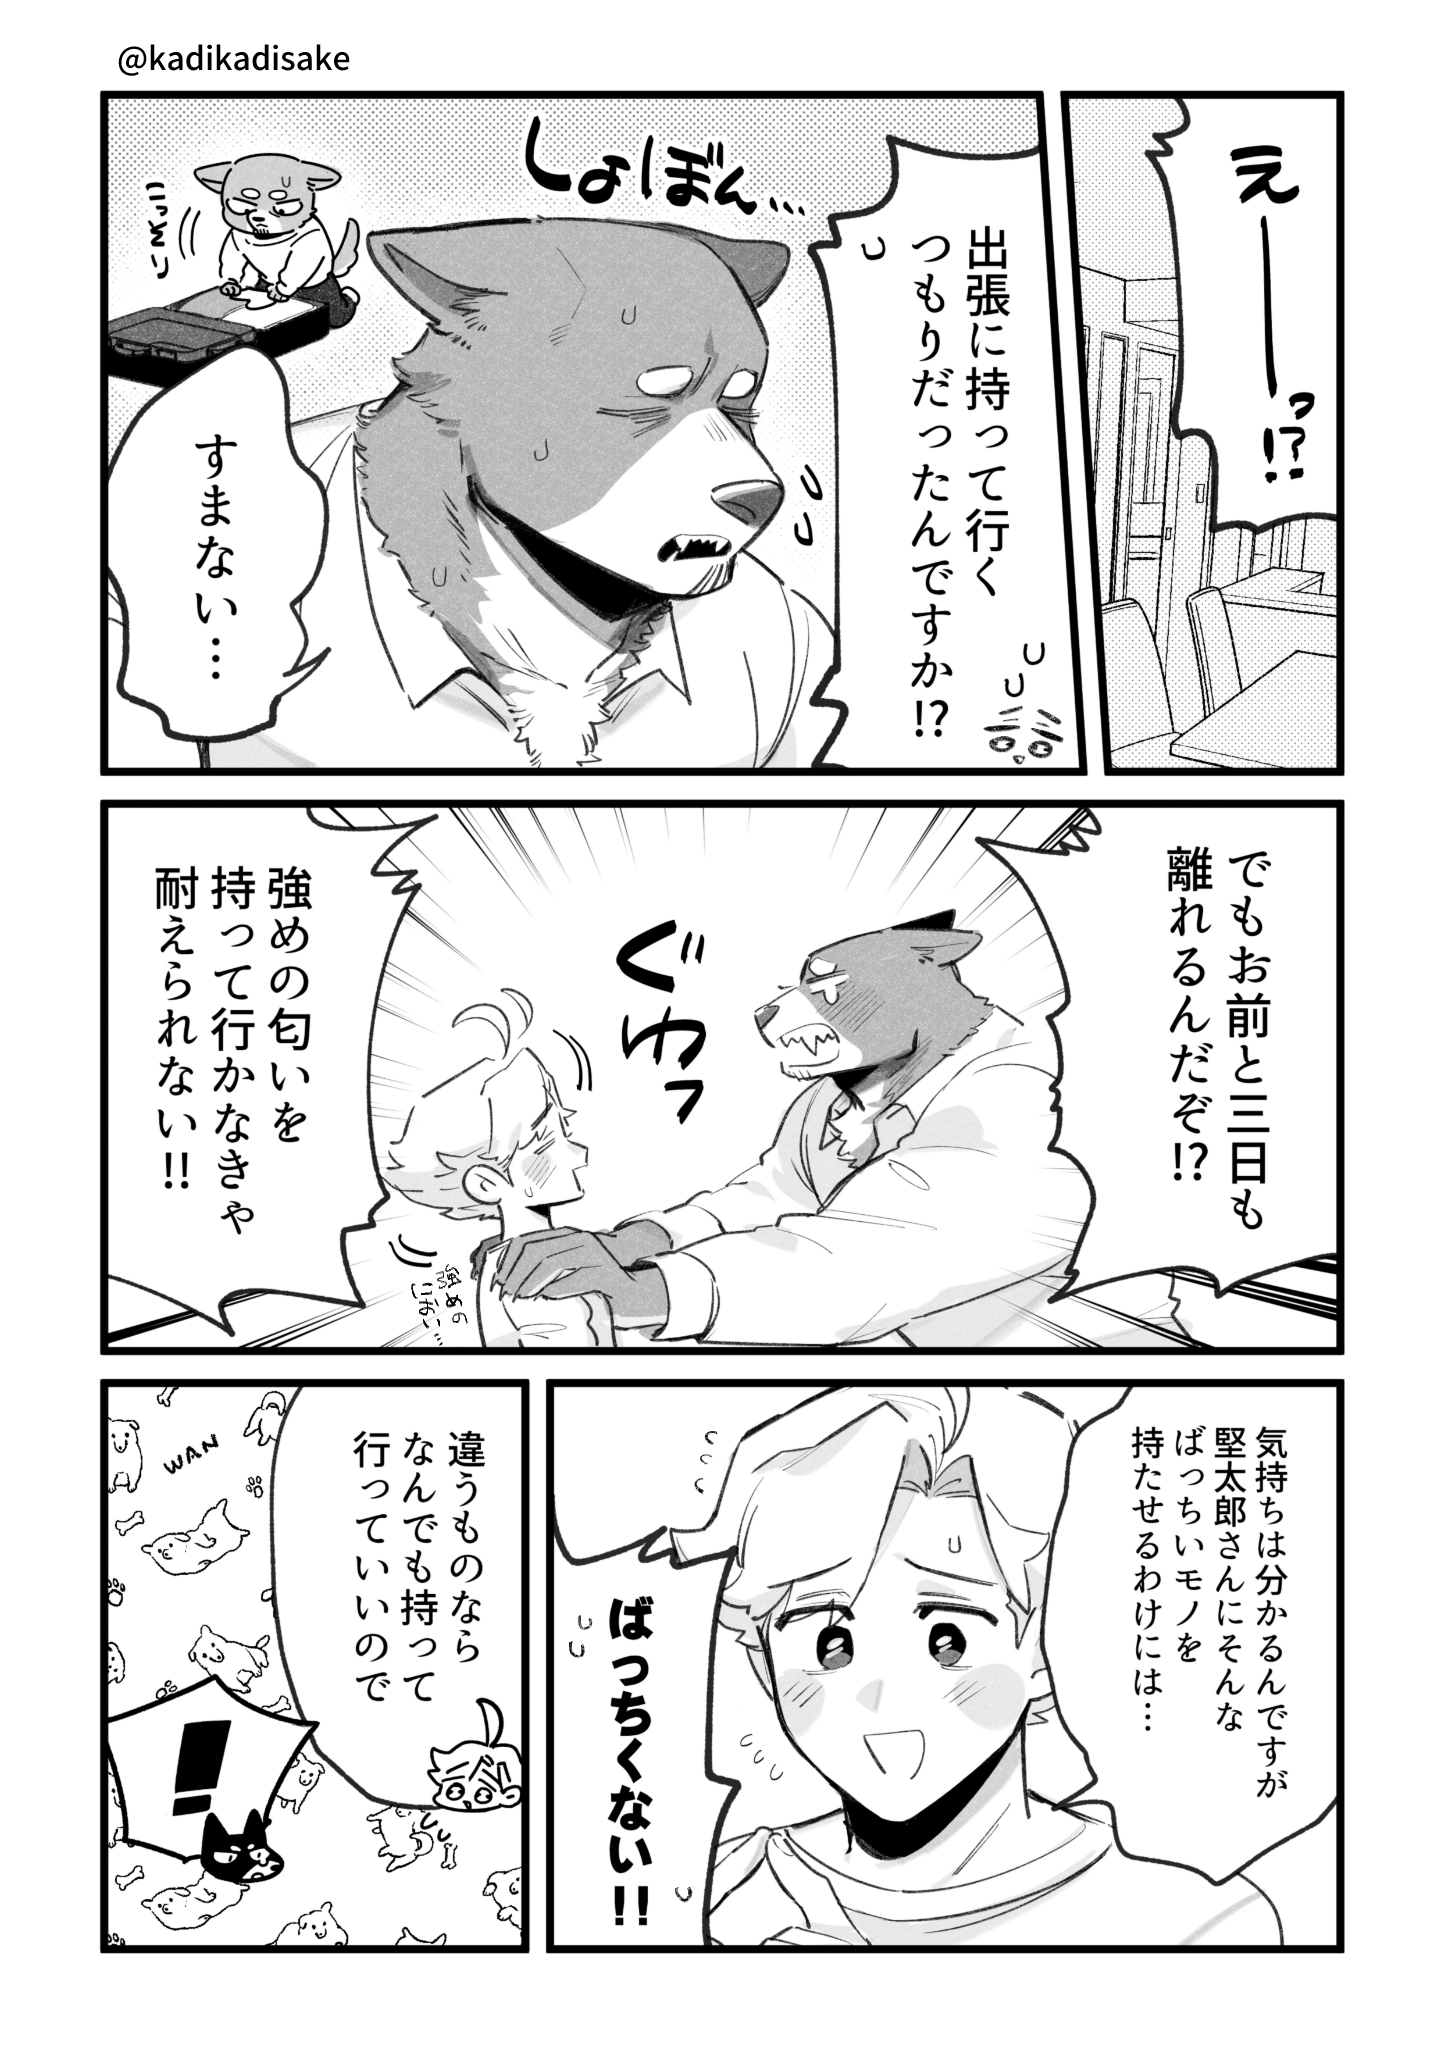 @kadikadisake
えーーっ!?
出張に持って行く
つもりだったんですか!?
しょぼん…
こっそり
すまない…
でもお前と三日も
離れるんだぞ!?
ぐゅっ
強めの匂いを
持って行かなきゃ
耐えられない!!
強めの
におい…
気持ちは分かるんですが
堅太郎さんにそんな
ばっちいモノを
持たせるわけには…
ばっちくない!!
違うものなら
なんでも持って
行っていいので
WAN
!